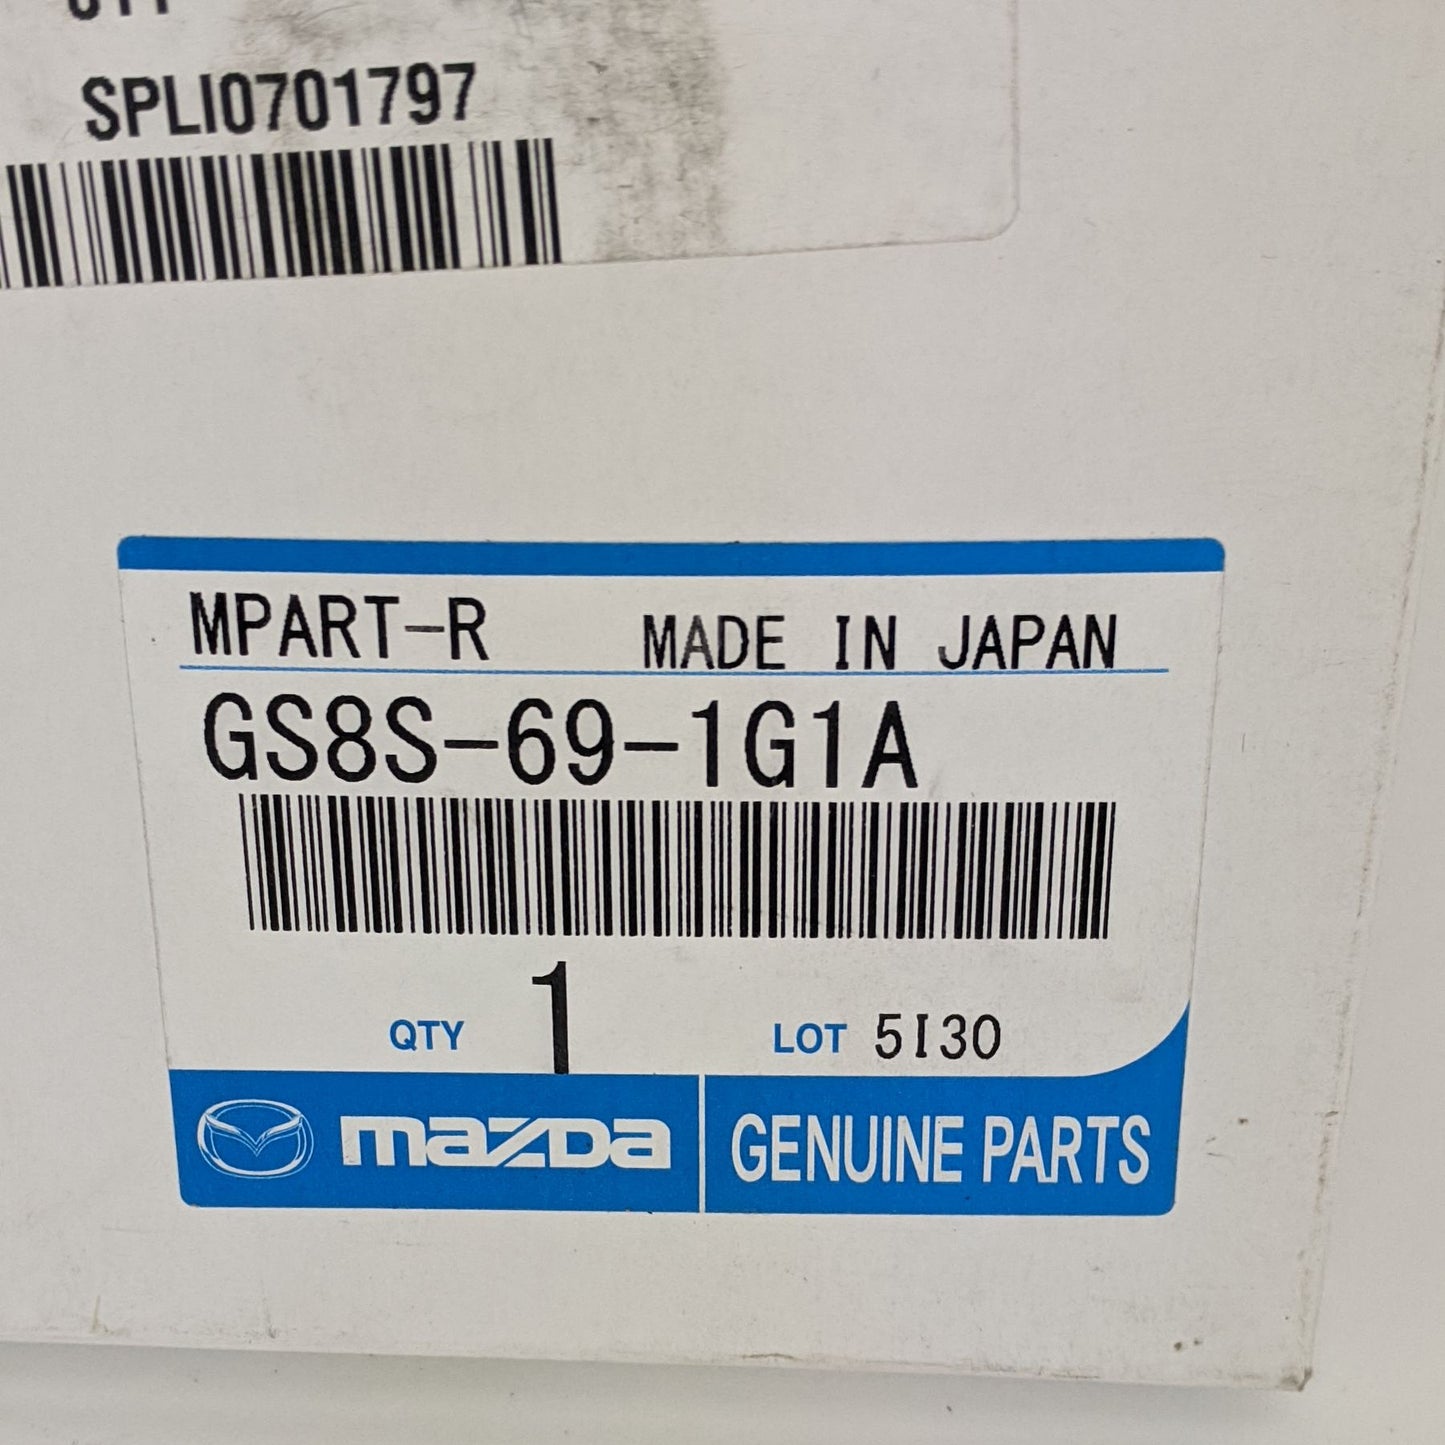 SPLI0701797
MPART-R MADE IN JAPAN
GS8S-69-1G1A
QTY 1 LOT 5I30
mazda GENUINE PARTS